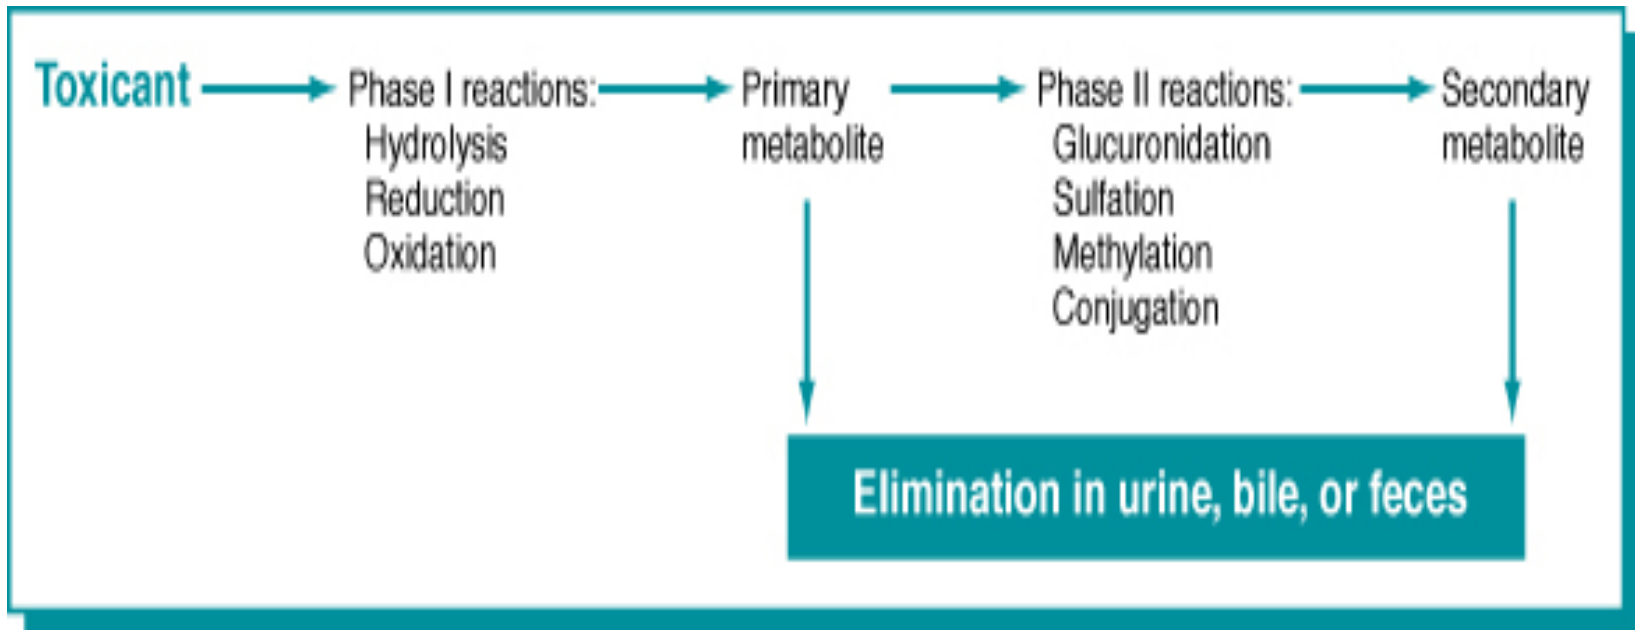 Toxicant
Phase I reactions:
Hydrolysis
Reduction
Oxidation
Primary
metabolite
Phase II reactions:
Glucuronidation
Sulfation
Methylation
Conjugation
Secondary
metabolite
Elimination in urine, bile, or feces